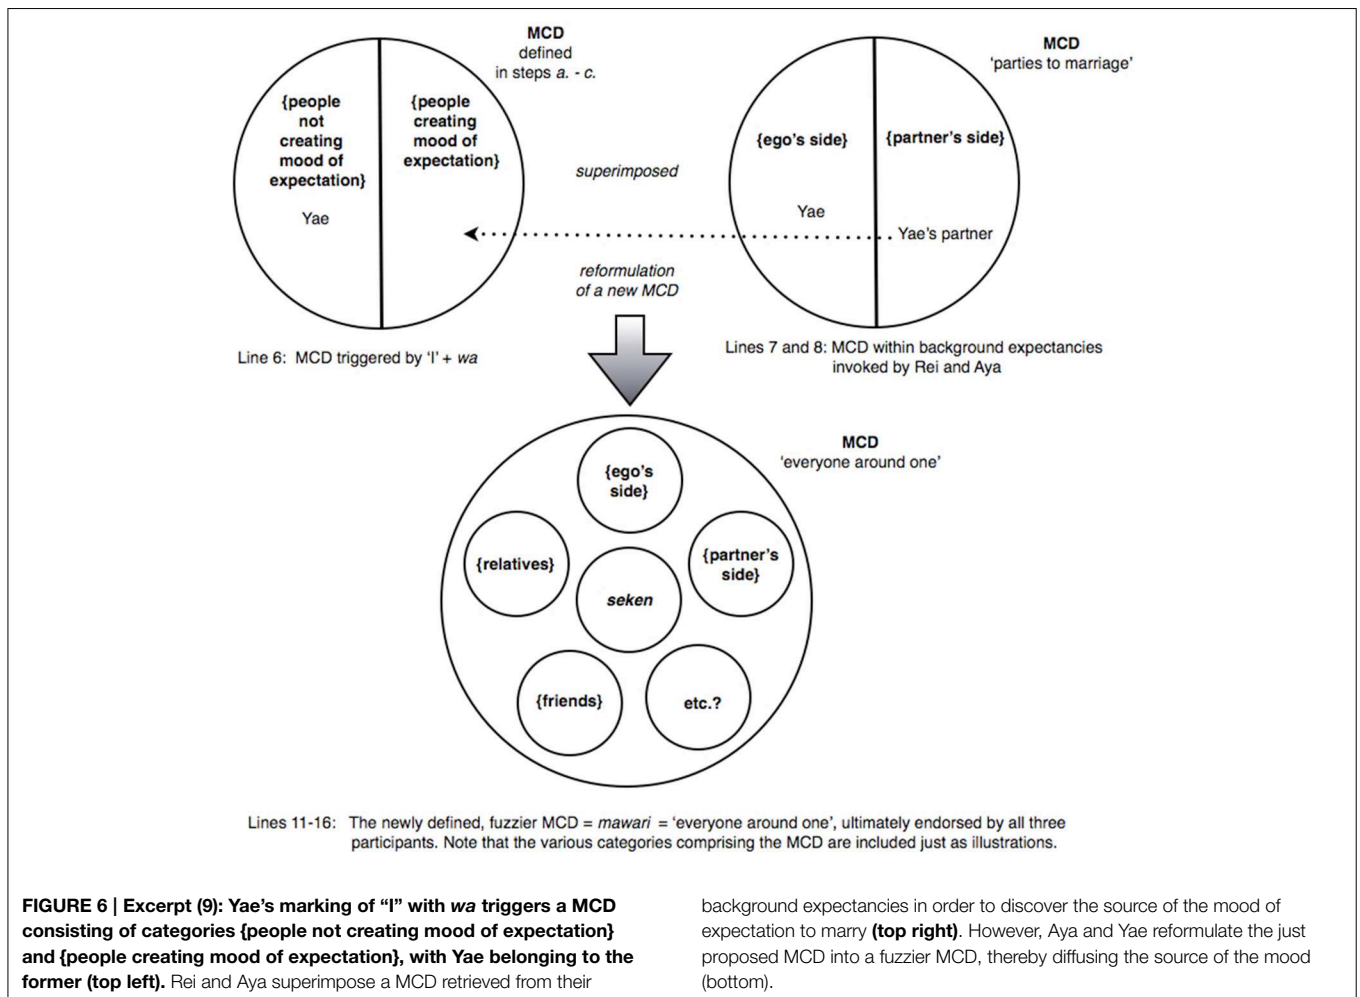 MCD
defined
in steps a. - c.
{people
not
creating
mood of
expectation}
Yae
{people
creating
mood of
expectation}
superimposed
MCD
'parties to marriage'
{ego's side}
{partner's side}
Yae
Yae's partner
reformulation
of a new MCD
Line 6: MCD triggered by 'I' + wa
Lines 7 and 8: MCD within background expectancies
invoked by Rei and Aya
MCD
'everyone around one'
{ego's
side}
{relatives}
{partner's
side}
seken
{friends}
etc.?
Lines 11-16: The newly defined, fuzzier MCD = mawari = 'everyone around one', ultimately endorsed by all three
participants. Note that the various categories comprising the MCD are included just as illustrations.
FIGURE 6 | Excerpt (9): Yae's marking of “I” with wa triggers a MCD
consisting of categories {people not creating mood of expectation}
and {people creating mood of expectation}, with Yae belonging to the
former (top left). Rei and Aya superimpose a MCD retrieved from their
background expectancies in order to discover the source of the mood of
expectation to marry (top right). However, Aya and Yae reformulate the just
proposed MCD into a fuzzier MCD, thereby diffusing the source of the mood
(bottom).